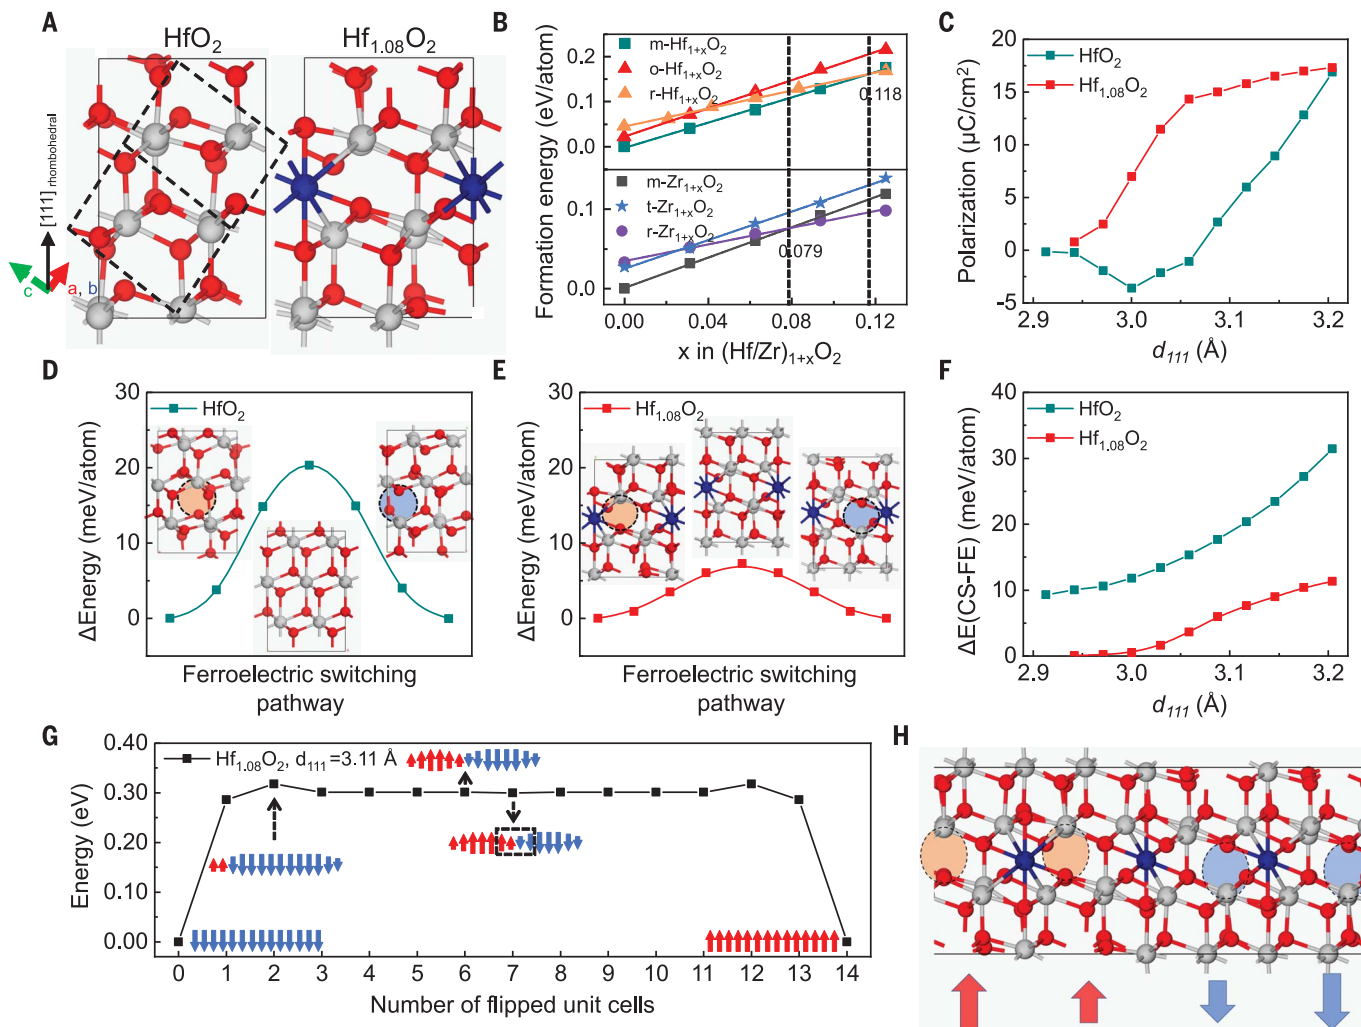 A
HfO2
Hf1.08O2
[111] rhombohedral
c
a, b
B
Formation energy (eV/atom)
0.2
0.1
0.0
0.1
0.0
m-Hf1+xO2
o-Hf1+xO2
r-Hf1+xO2
0.118
m-Zr1+xO2
t-Zr1+xO2
r-Zr1+xO2
0.079
0.00 0.04 0.08 0.12
x in (Hf/Zr)1+xO2
C
Polarization (μC/cm2)
20
15
10
5
0
-5
HfO2
Hf1.08O2
2.9 3.0 3.1 3.2
d111 (Å)
D
ΔEnergy (meV/atom)
30
20
10
0
HfO2
Ferroelectric switching
pathway
E
ΔEnergy (meV/atom)
30
20
10
0
Hf1.08O2
Ferroelectric switching
pathway
F
ΔE(CS-FE) (meV/atom)
40
30
20
10
0
HfO2
Hf1.08O2
2.9 3.0 3.1 3.2
d111 (Å)
G
Energy (eV)
0.40
0.30
0.20
0.10
0.00
Hf1.08O2, d111 =3.11 Å
0 1 2 3 4 5 6 7 8 9 10 11 12 13 14
Number of flipped unit cells
H